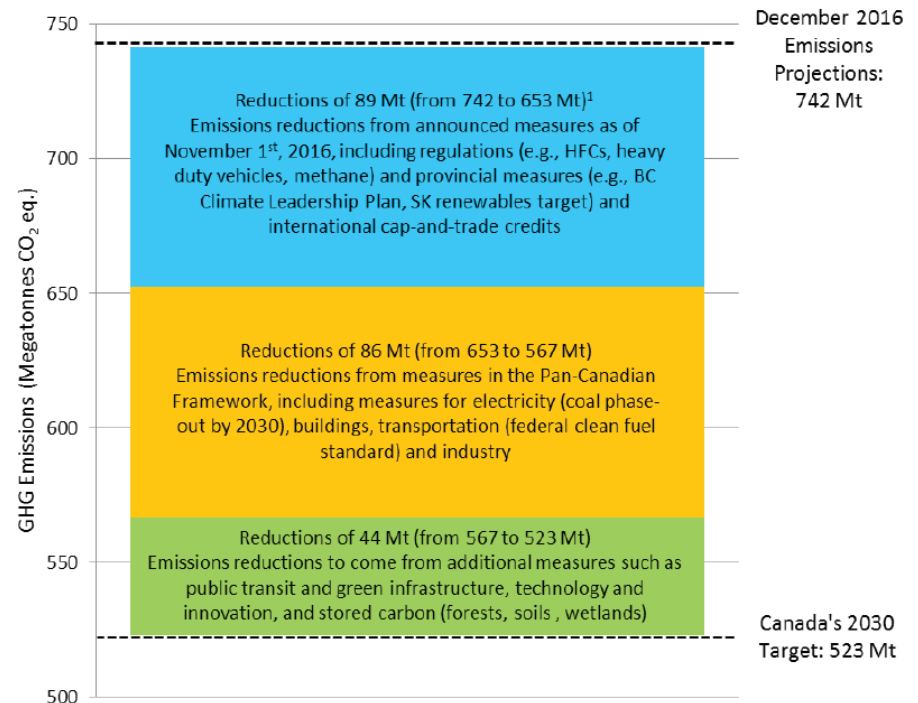 750
December 2016
Emissions
Projections:
742 Mt
Reductions of 89 Mt (from 742 to 653 Mt)¹
Emissions reductions from announced measures as of
November 1ˢᵗ, 2016, including regulations (e.g., HFCs, heavy
duty vehicles, methane) and provincial measures (e.g., BC
Climate Leadership Plan, SK renewables target) and
international cap-and-trade credits
700
GHG Emissions (Megatonnes CO₂ eq.)
650
Reductions of 86 Mt (from 653 to 567 Mt)
Emissions reductions from measures in the Pan-Canadian
Framework, including measures for electricity (coal phase-
out by 2030), buildings, transportation (federal clean fuel
standard) and industry
600
550
Reductions of 44 Mt (from 567 to 523 Mt)
Emissions reductions to come from additional measures such as
public transit and green infrastructure, technology and
innovation, and stored carbon (forests, soils , wetlands)
Canada's 2030
Target: 523 Mt
500